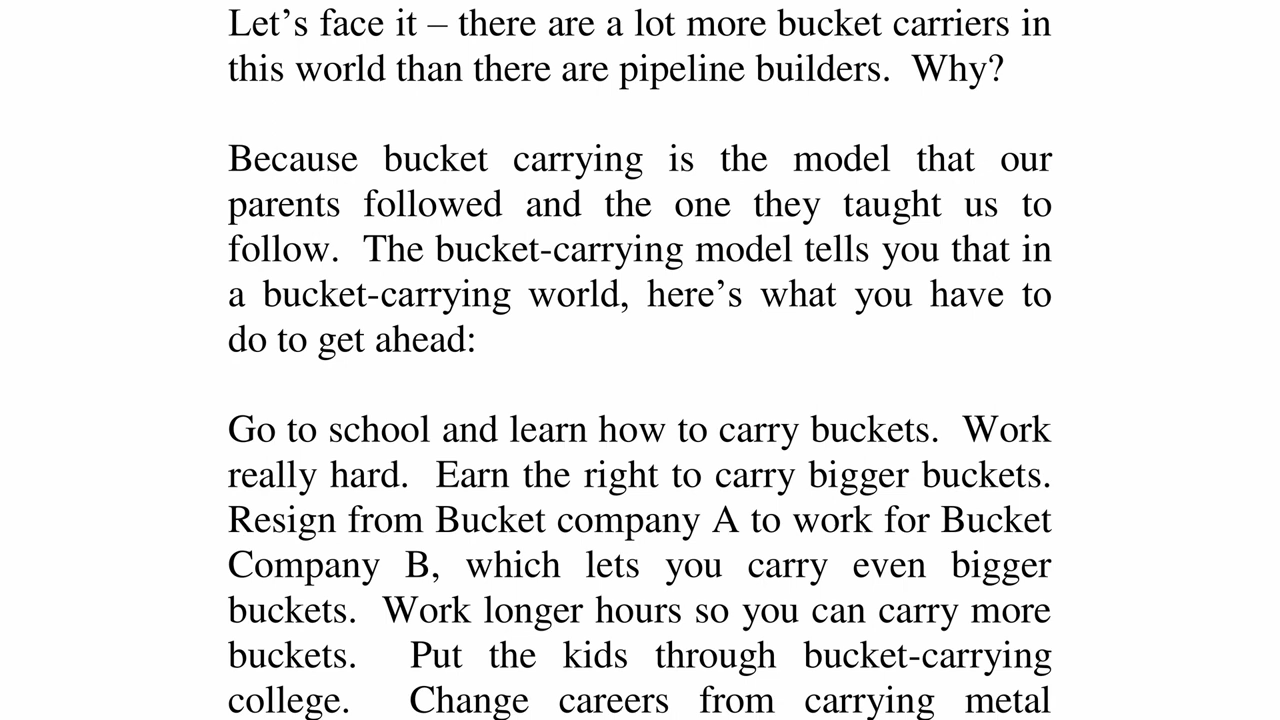 Let’s face it – there are a lot more bucket carriers in
this world than there are pipeline builders.  Why?
Because bucket carrying is the model that our
parents followed and the one they taught us to
follow.  The bucket-carrying model tells you that in
a bucket-carrying world, here’s what you have to
do to get ahead:
Go to school and learn how to carry buckets.  Work
really hard.  Earn the right to carry bigger buckets.
Resign from Bucket company A to work for Bucket
Company B, which lets you carry even bigger
buckets.  Work longer hours so you can carry more
buckets.  Put the kids through bucket-carrying
college.  Change careers from carrying metal